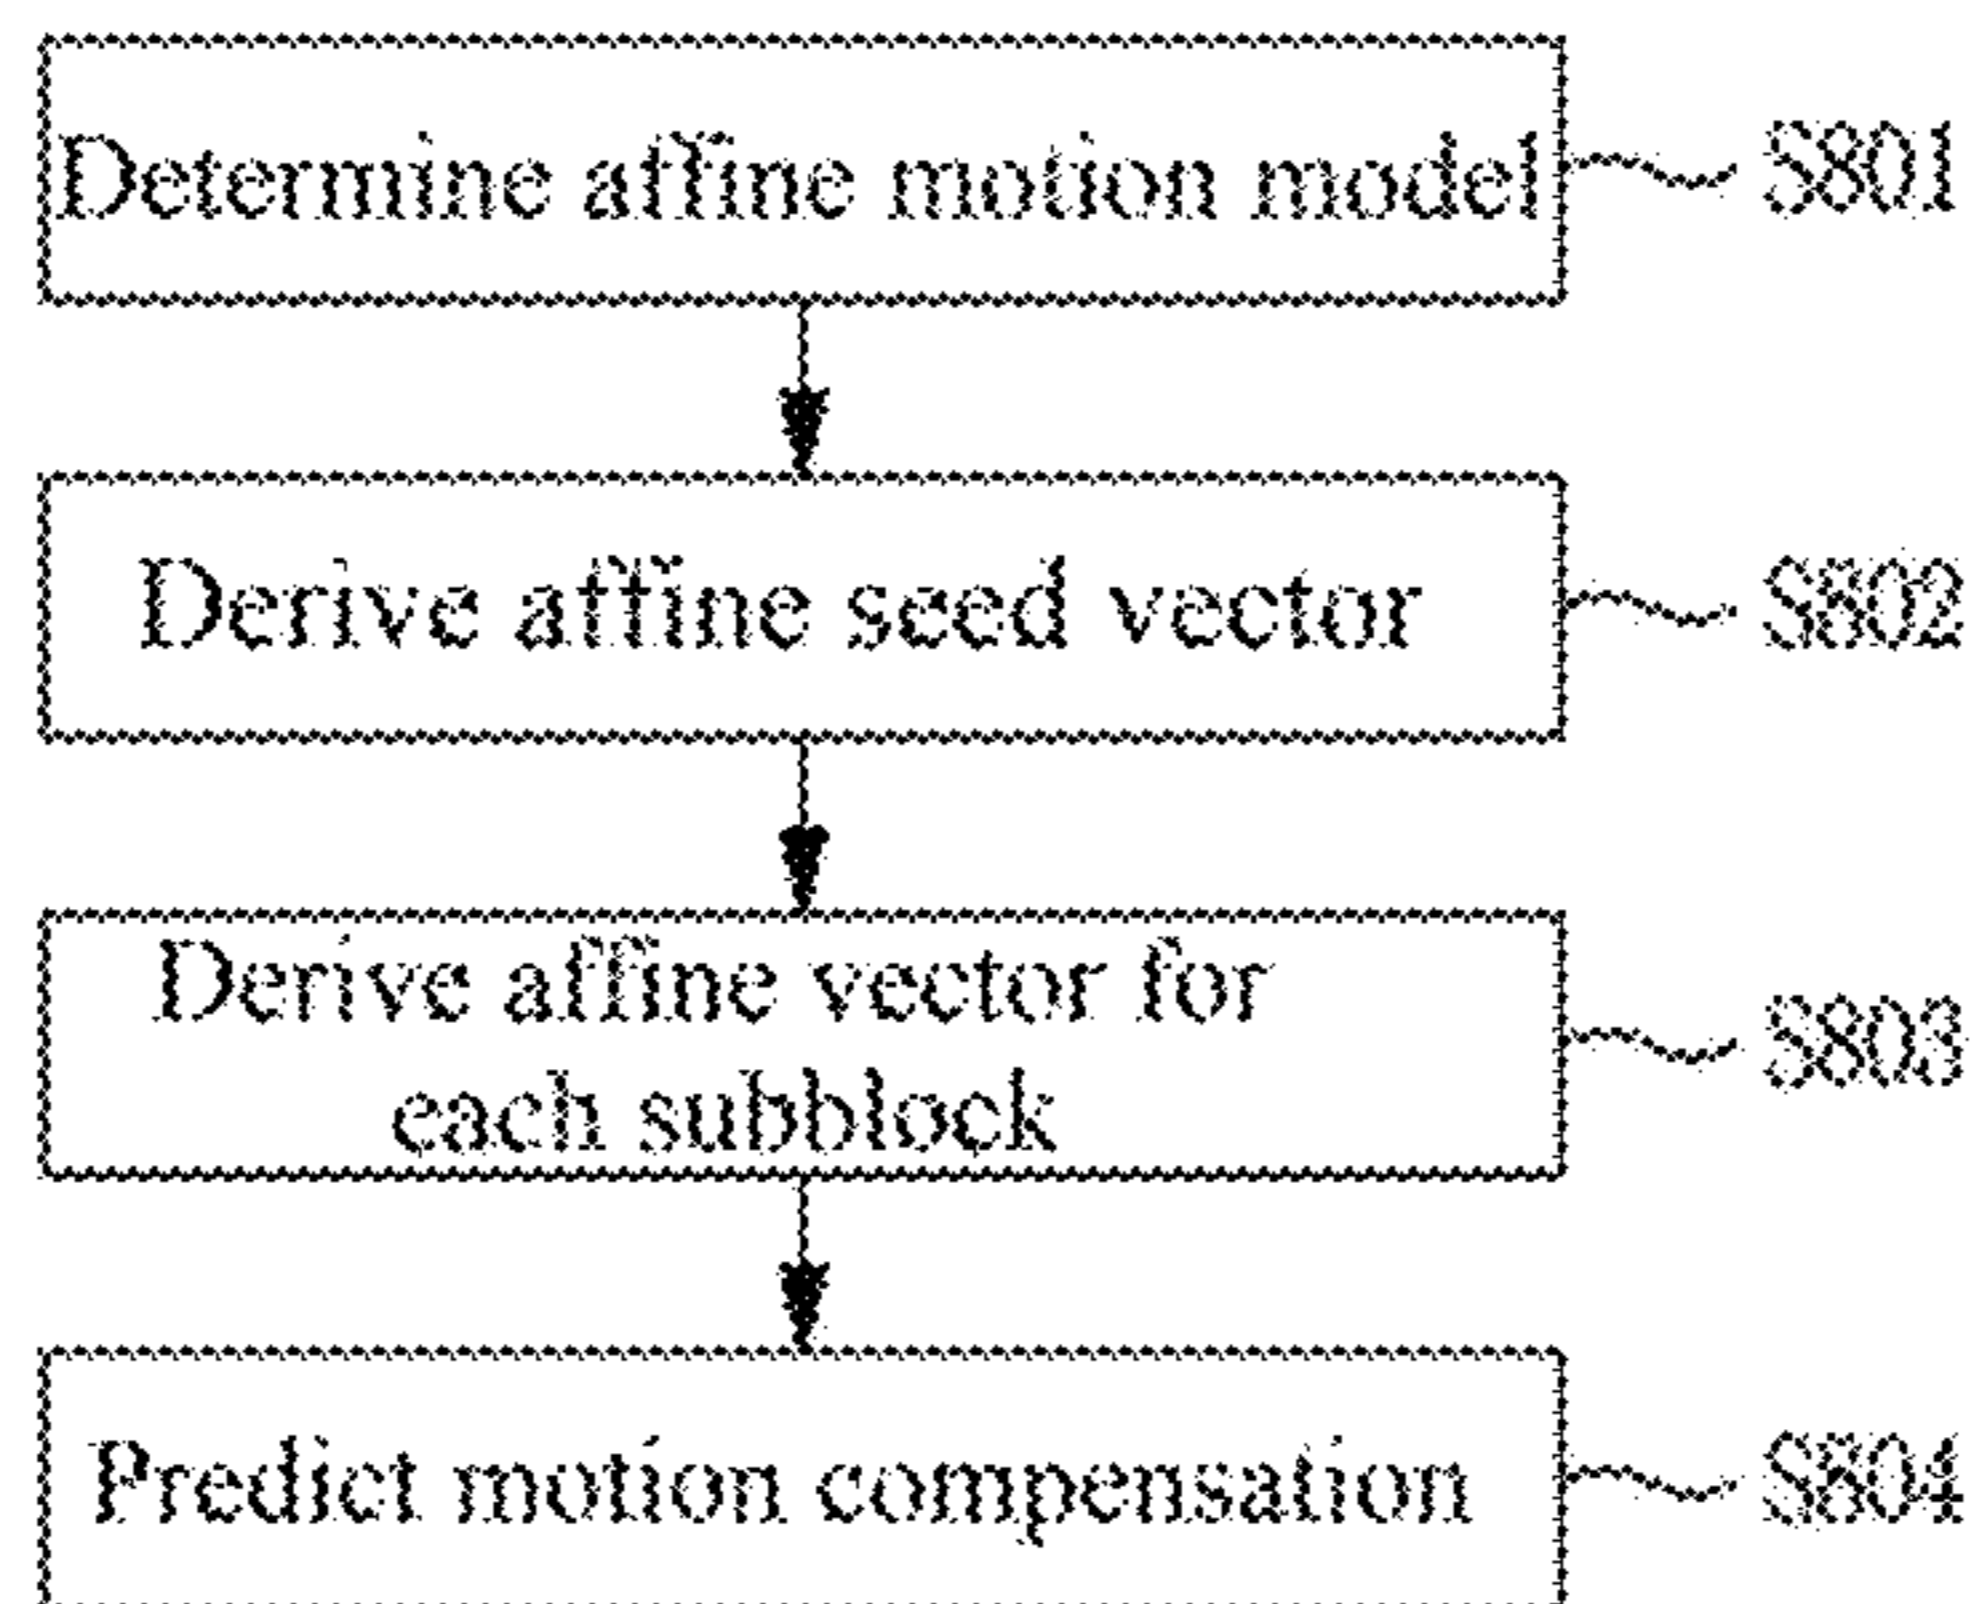 Determine affine motion model
S801
Derive affine seed vector
S802
Derive affine vector for
each subblock
S803
Predict motion compensation
S804